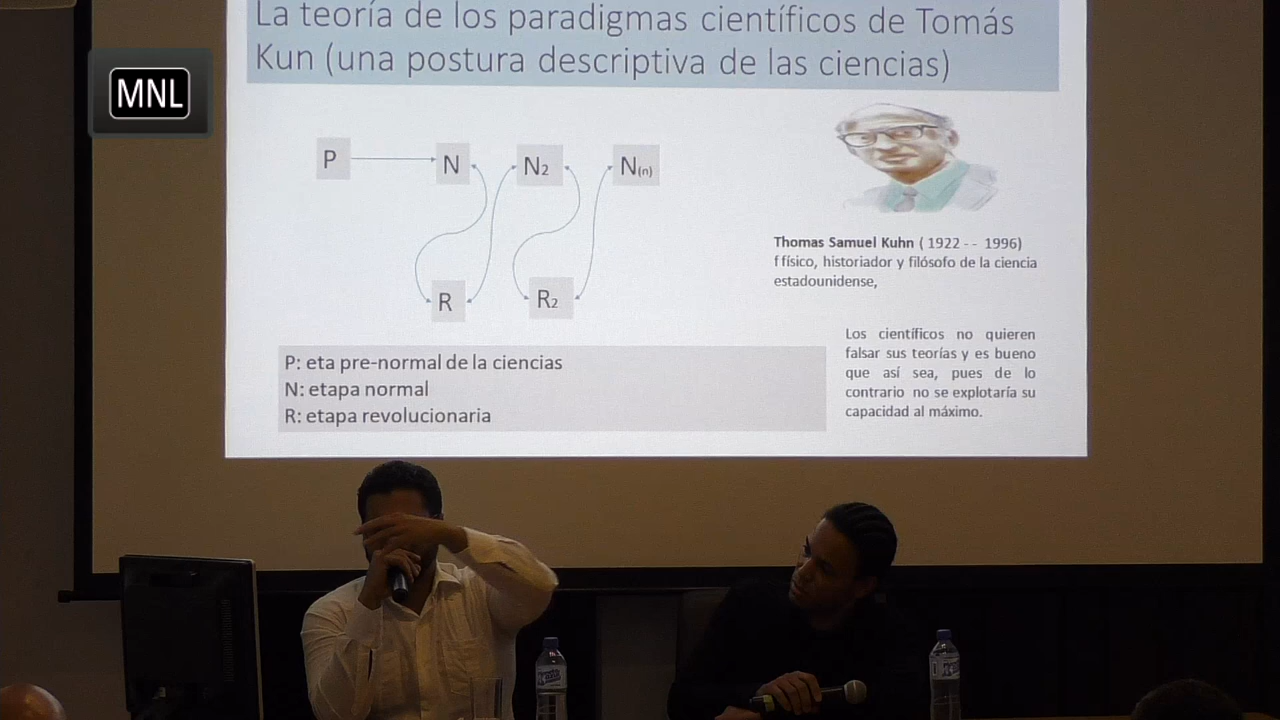 La teoría de los paradigmas científicos de Tomás
Kun (una postura descriptiva de las ciencias)
MNL
P
N
N2
N(n)
R
R2
Thomas Samuel Kuhn ( 1922 - - 1996)
f físico, historiador y filósofo de la ciencia
estadounidense,
Los científicos no quieren
falsar sus teorías y es bueno
que así sea, pues de lo
contrario no se explotaría su
capacidad al máximo.
P: eta pre-normal de la ciencias
N: etapa normal
R: etapa revolucionaria